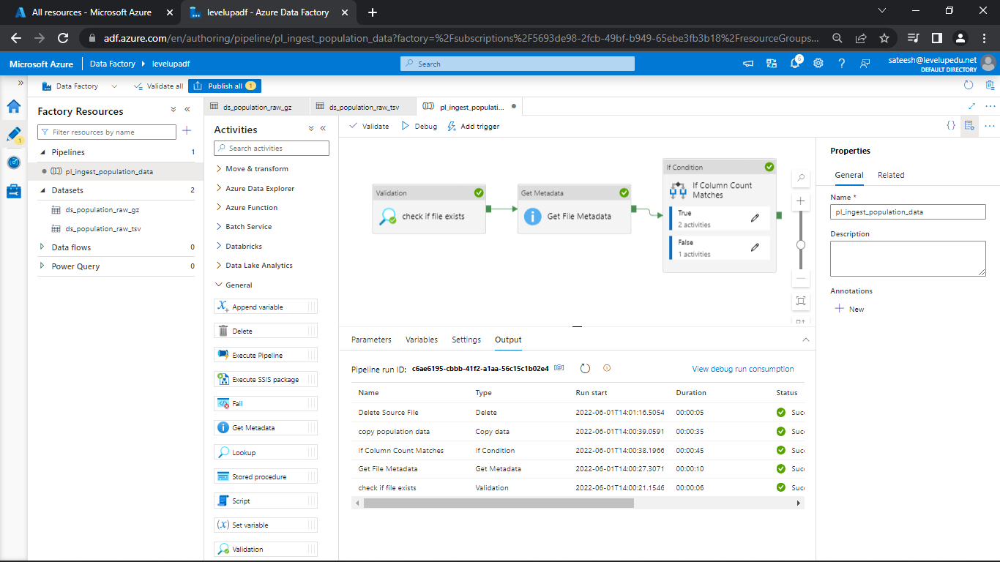 All resources - Microsoft Azure
levelupadf - Azure Data Factory
adf.azure.com/en/authoring/pipeline/pl_ingest_population_data?factory=%2Fsubscriptions%2F5693de98-2fcb-49bf-b949-65ebe3fb3b18%2FresourceGroups...
Microsoft Azure
Data Factory
levelupadf
Search
6
sateesh@levelupedu.net
DEFAULT DIRECTORY
Data Factory
Validate all
Publish all 1
1
Factory Resources
Filter resources by name
Pipelines 1
pl_ingest_population_data
Datasets 2
ds_population_raw_gz
ds_population_raw_tsv
Data flows 0
Power Query 0
ds_population_raw_gz
ds_population_raw_tsv
pl_ingest_populati...
Activities
Search activities
Move & transform
Azure Data Explorer
Azure Function
Batch Service
Databricks
Data Lake Analytics
General
Append variable
Delete
Execute Pipeline
Execute SSIS package
Fail
Get Metadata
Lookup
Stored procedure
Script
Set variable
Validation
Validate
Debug
Add trigger
{}
Validation
check if file exists
Get Metadata
Get File Metadata
If Condition
If Column Count
Matches
True
2 activities
False
1 activities
Parameters Variables Settings Output
Pipeline run ID: c6ae6195-cbbb-41f2-a1aa-56c15c1b02e4
View debug run consumption
Name Type Run start Duration Status
Delete Source File Delete 2022-06-01T14:01:16.5054 00:00:05 Succ
copy population data Copy data 2022-06-01T14:00:39.0591 00:00:35 Succ
If Column Count Matches If Condition 2022-06-01T14:00:38.1966 00:00:45 Succ
Get File Metadata Get Metadata 2022-06-01T14:00:27.3071 00:00:10 Succ
check if file exists Validation 2022-06-01T14:00:21.1546 00:00:06 Succ
Properties
General Related
Name *
pl_ingest_population_data
Description
Annotations
New